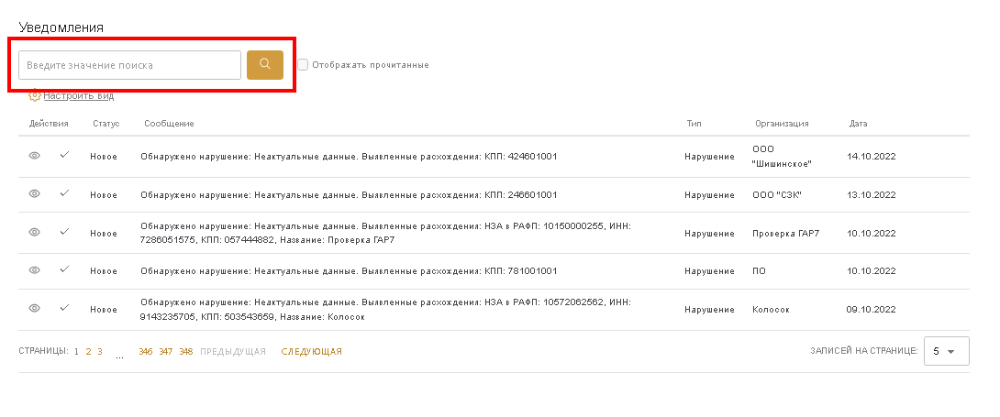 Уведомления
Введите значение поиска
Отображать прочитанные
Настроить вид
Действия Статус Сообщение Тип Организация Дата
Новое Обнаружено нарушение: Неактуальные данные. Выявленные расхождения: КПП: 424601001 Нарушение ООО "Шишинское" 14.10.2022
Новое Обнаружено нарушение: Неактуальные данные. Выявленные расхождения: КПП: 246601001 Нарушение ООО "СЗК" 13.10.2022
Новое Обнаружено нарушение: Неактуальные данные. Выявленные расхождения: НЗА в РАФП: 10150000255, ИНН:
7286051575, КПП: 057444882, Название: Проверка ГАР7 Нарушение Проверка ГАР7 10.10.2022
Новое Обнаружено нарушение: Неактуальные данные. Выявленные расхождения: КПП: 781001001 Нарушение ПО 10.10.2022
Новое Обнаружено нарушение: Неактуальные данные. Выявленные расхождения: НЗА в РАФП: 10572062562, ИНН:
9143235705, КПП: 503543659, Название: Колосок Нарушение Колосок 09.10.2022
СТРАНИЦЫ: 1 2 3 ... 346 347 348 ПРЕДЫДУЩАЯ СЛЕДУЮЩАЯ ЗАПИСЕЙ НА СТРАНИЦЕ: 5